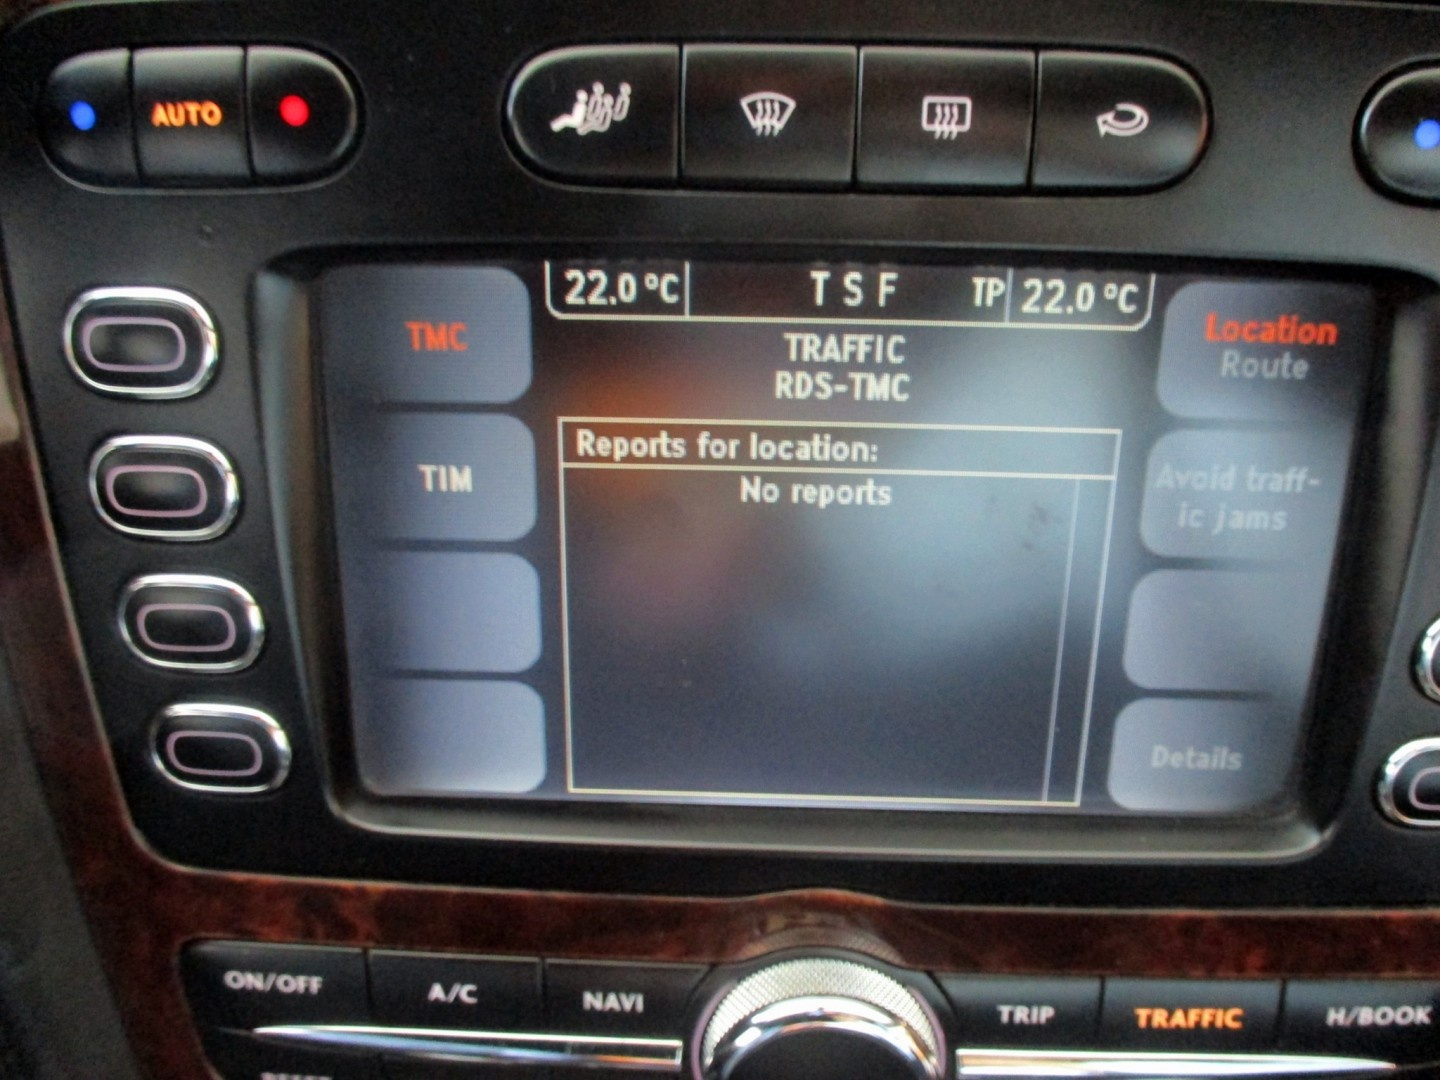 AUTO
22.0 °C
T S F
TP
22.0 °C
TMC
TRAFFIC
RDS-TMC
Location
Route
Reports for location:
No reports
TIM
Avoid traff-
ic jams
Details
ON/OFF
A/C
NAVI
TRIP
TRAFFIC
H/BOOK